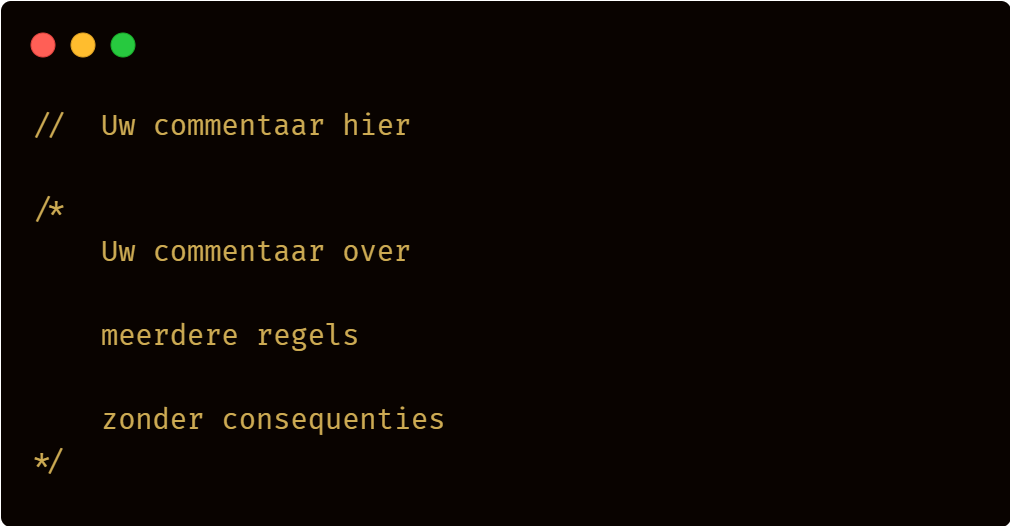 //  Uw commentaar hier
/*
Uw commentaar over
meerdere regels
zonder consequenties
*/